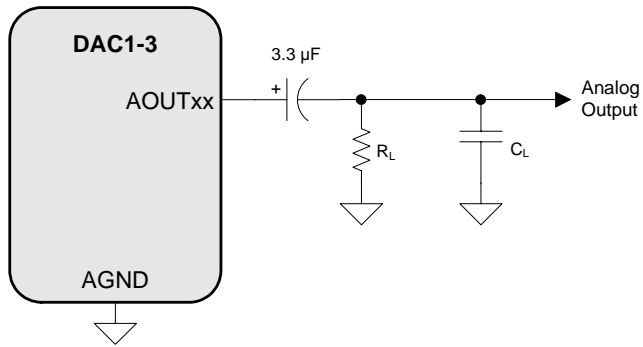 DAC1-3
3.3 µF
+
AOUTxx
Analog
Output
RL
CL
AGND